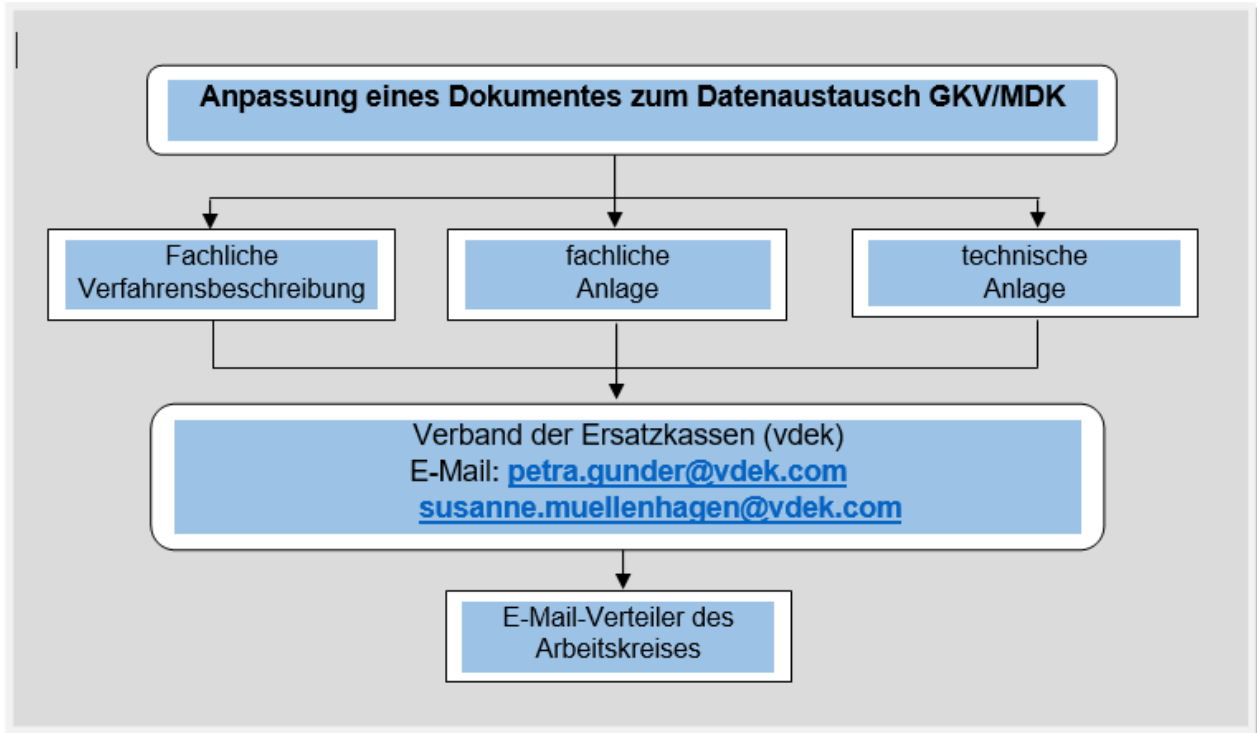 Anpassung eines Dokumentes zum Datenaustausch GKV/MDK
Fachliche
Verfahrensbeschreibung
fachliche
Anlage
technische
Anlage
Verband der Ersatzkassen (vdek)
E-Mail: petra.gunder@vdek.com
susanne.muellenhagen@vdek.com
E-Mail-Verteiler des
Arbeitskreises